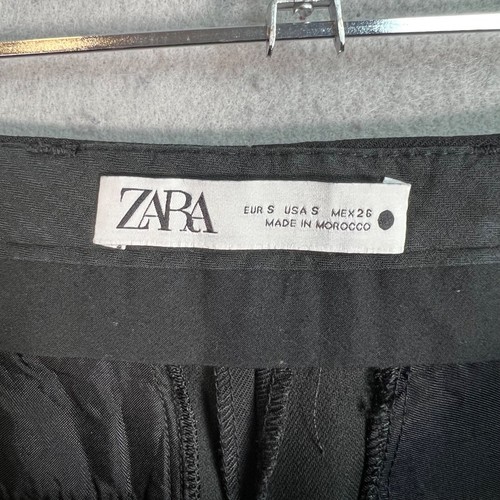 ZARA
EUR S USA S MEX 26
MADE IN MOROCCO